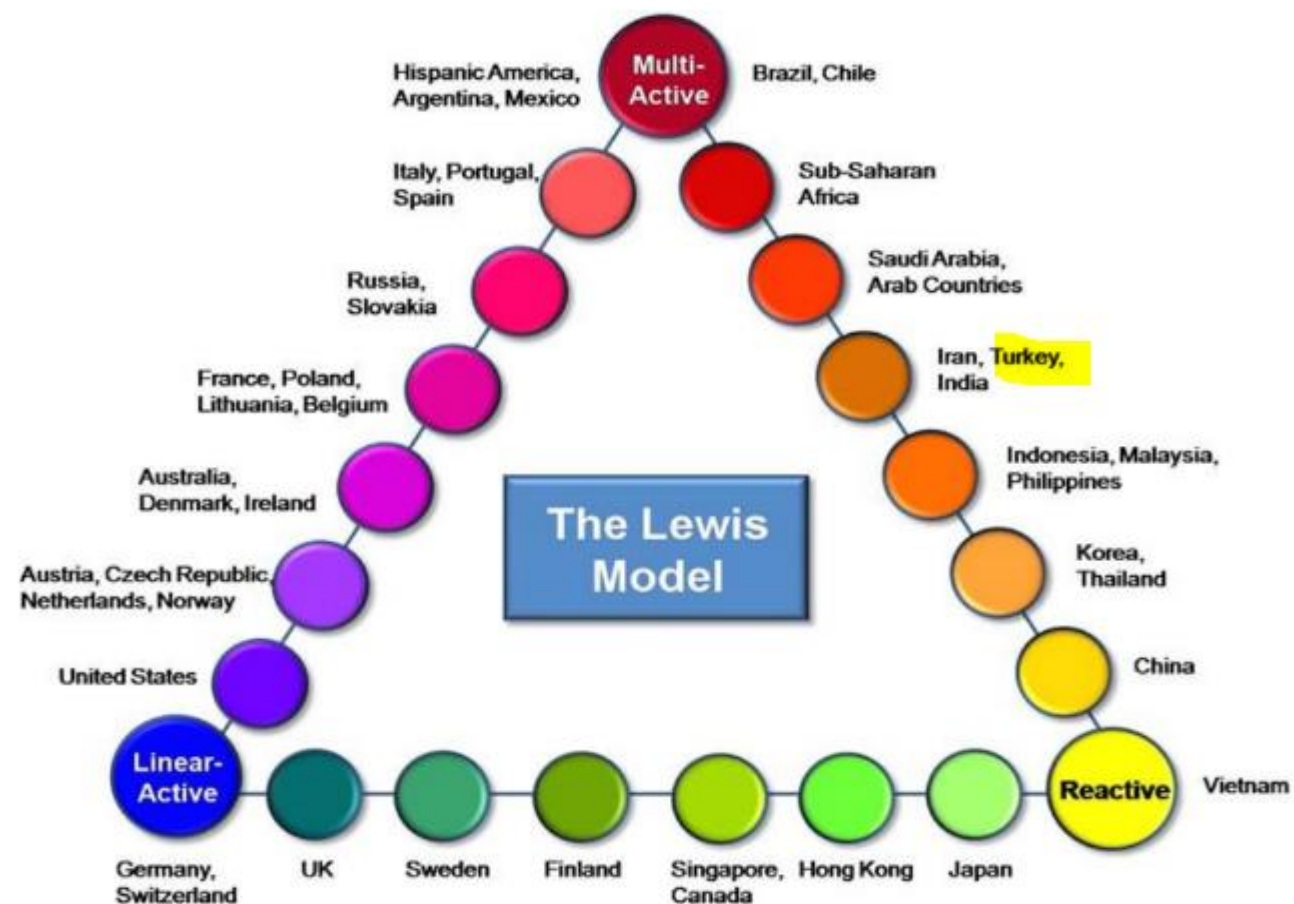 Multi-
Active
Hispanic America,
Argentina, Mexico
Brazil, Chile
Italy, Portugal,
Spain
Sub-Saharan
Africa
Russia,
Slovakia
Saudi Arabia,
Arab Countries
France, Poland,
Lithuania, Belgium
Iran, Turkey,
India
Australia,
Denmark, Ireland
Indonesia, Malaysia,
Philippines
The Lewis
Model
Austria, Czech Republic,
Netherlands, Norway
Korea,
Thailand
United States
China
Linear-
Active
Reactive
Vietnam
Germany,
Switzerland
UK
Sweden
Finland
Singapore,
Canada
Hong Kong
Japan